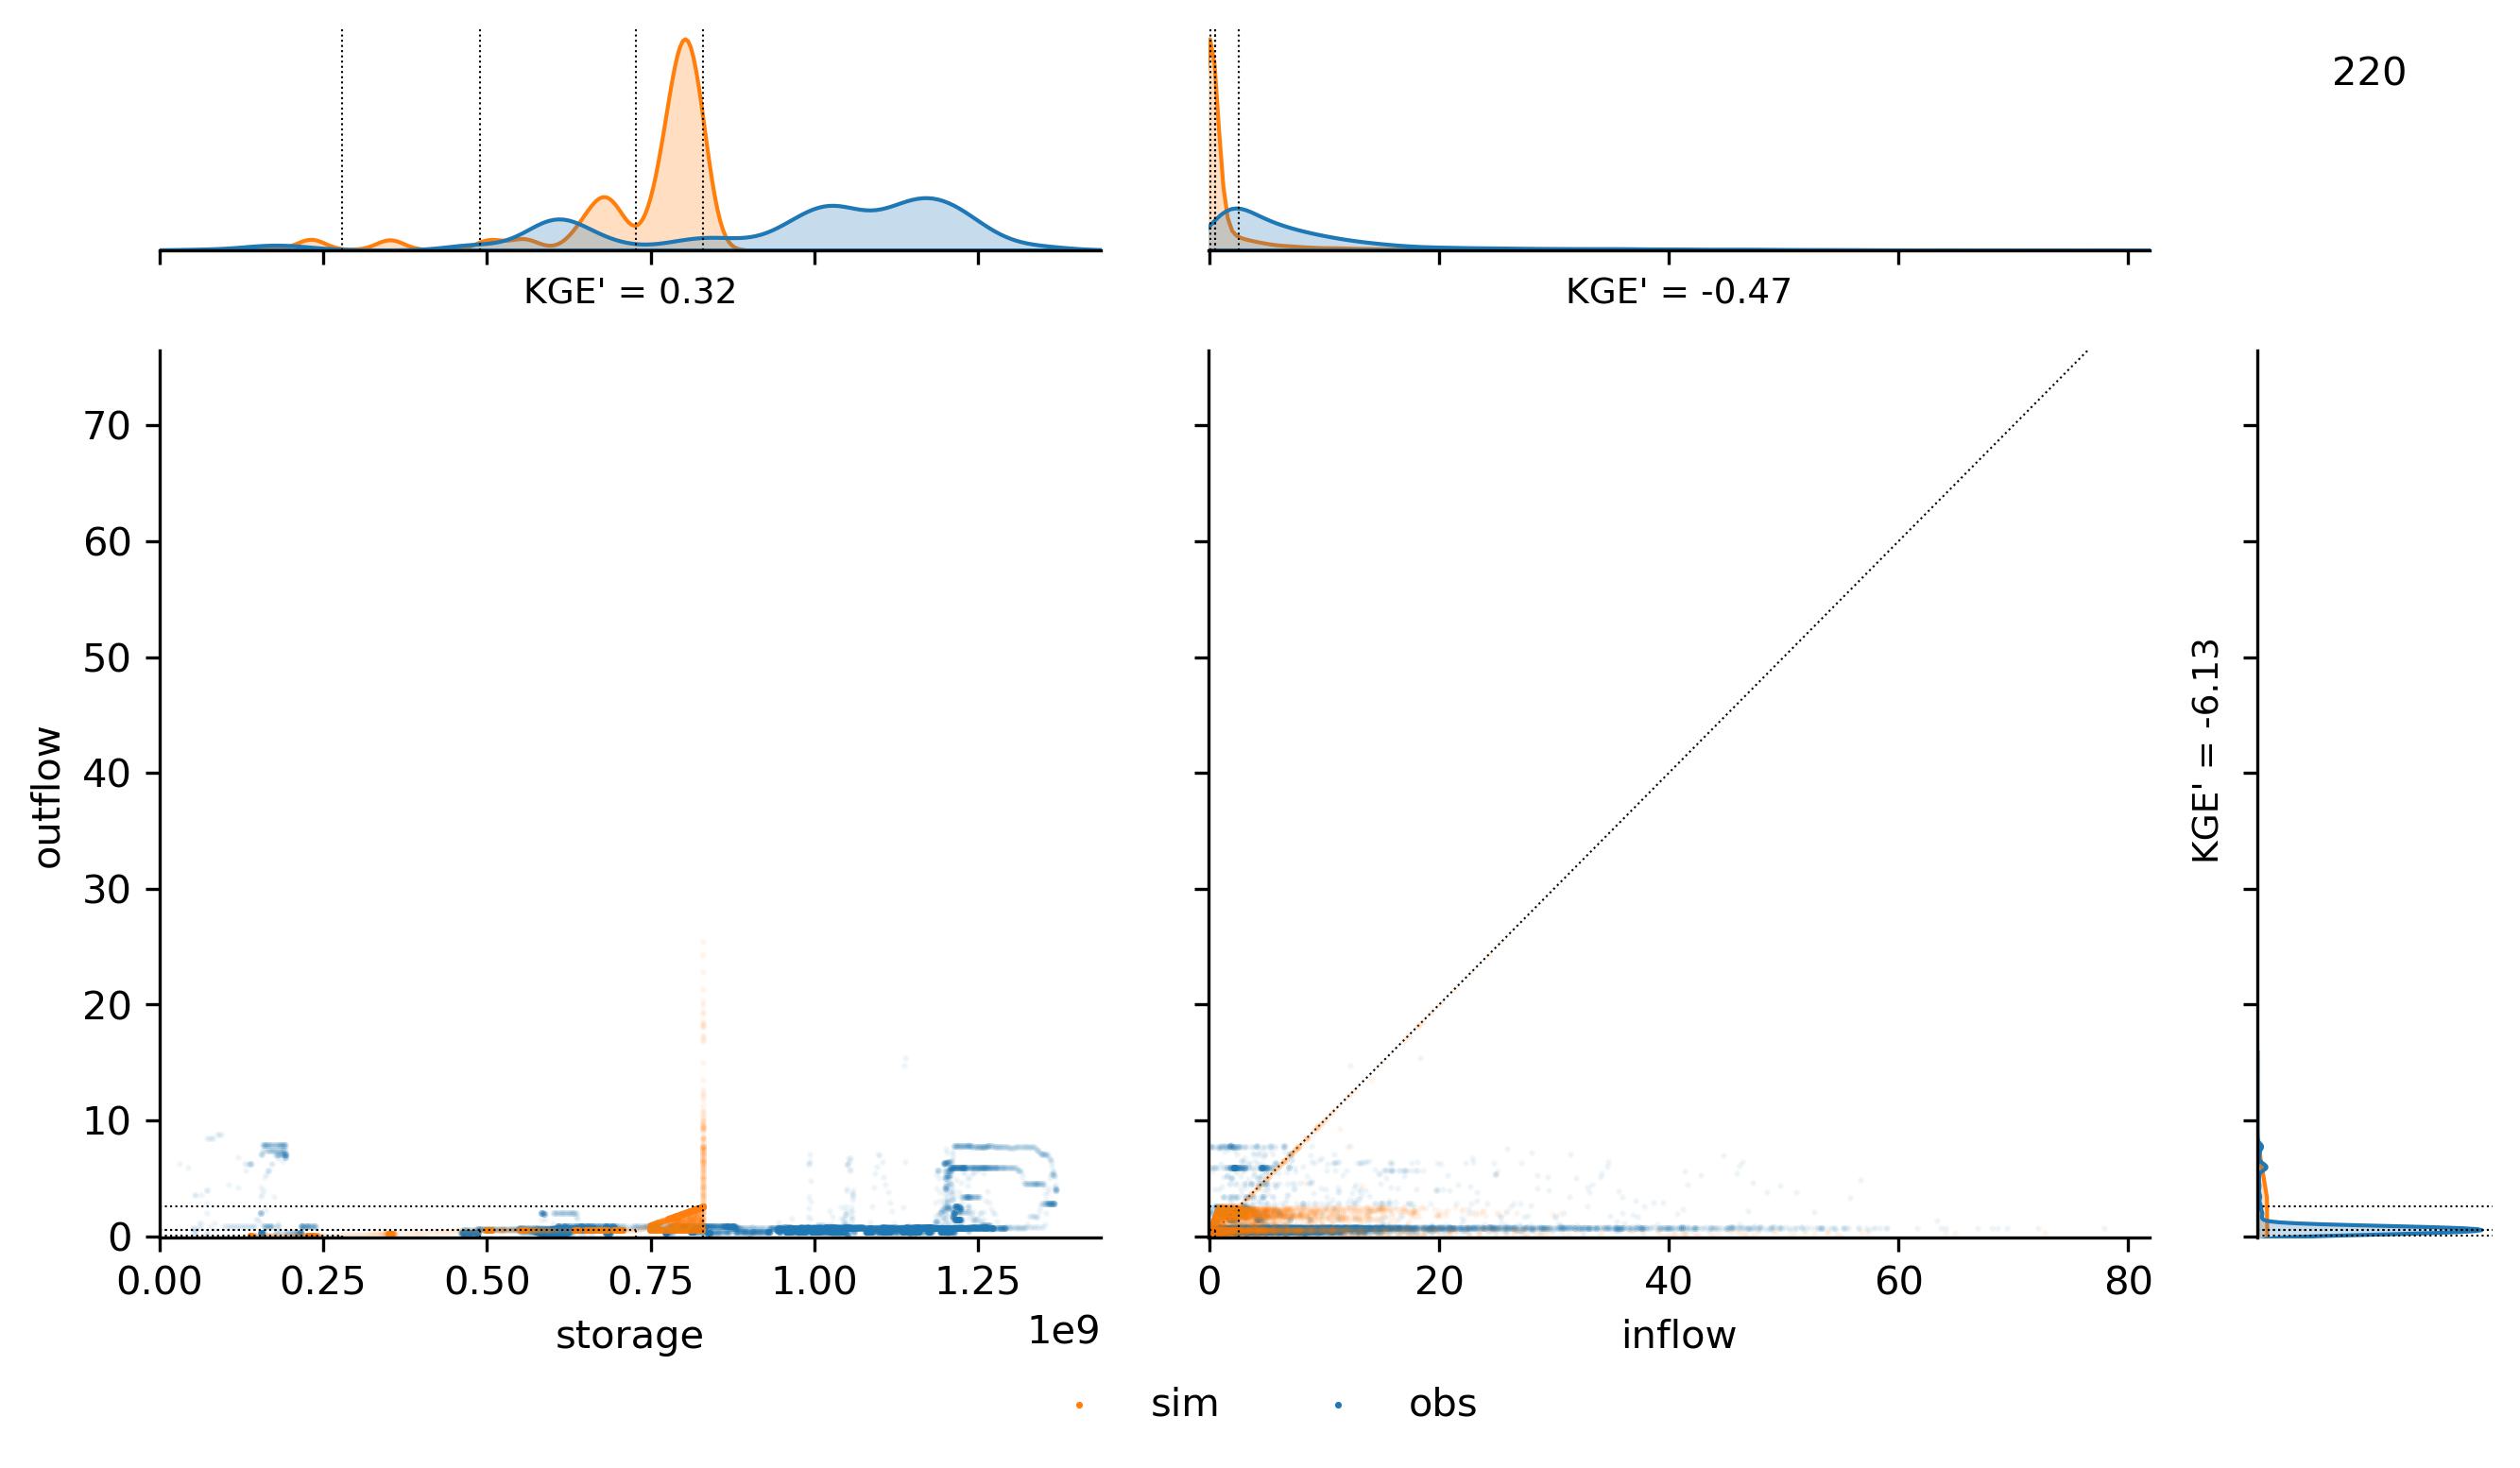 220
KGE' = 0.32
KGE' = -0.47
70
60
50
40
30
20
10
0
outflow
KGE' = -6.13
0.00 0.25 0.50 0.75 1.00 1.25
0 20 40 60 80
storage
1e9
inflow
sim
obs